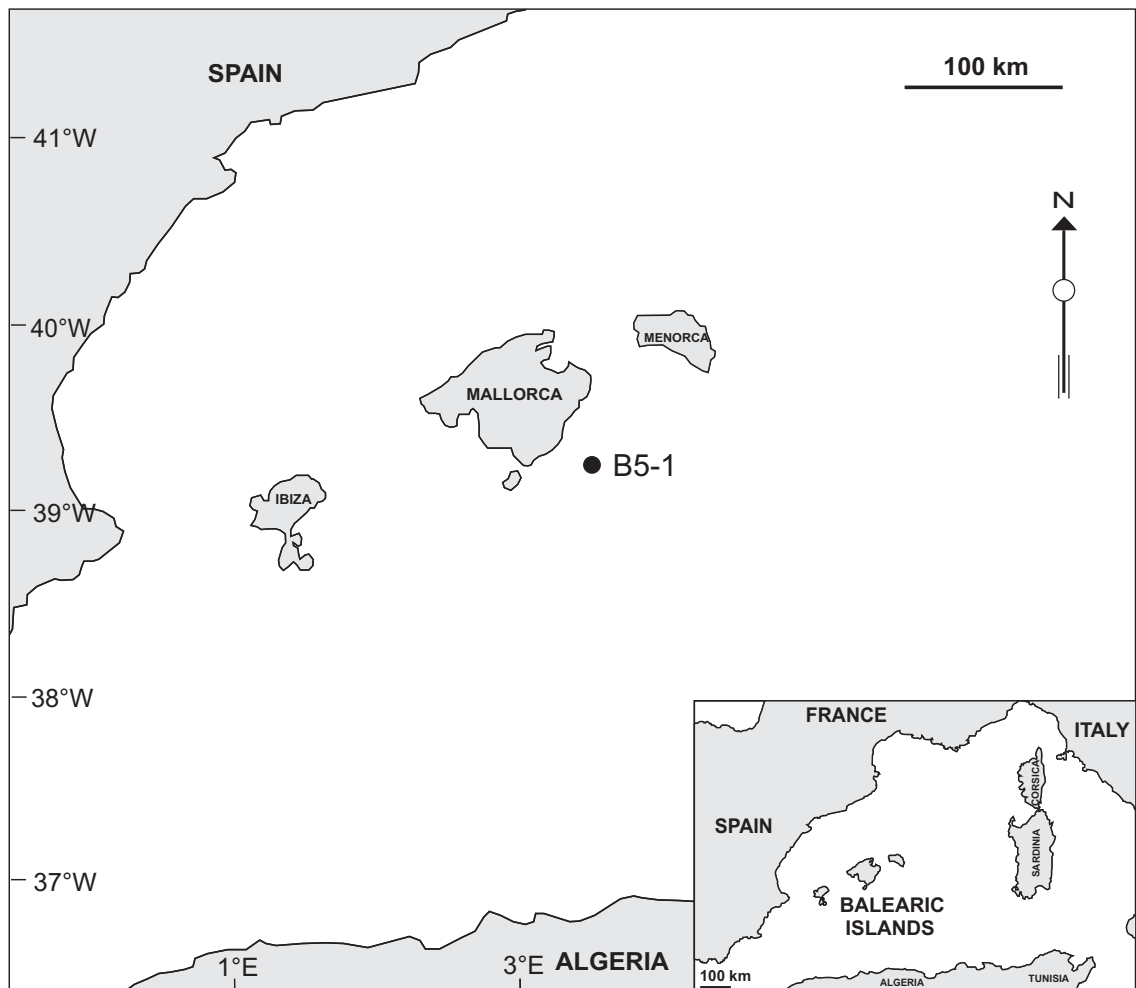 SPAIN
100 km
41°W
N
40°W
MENORCA
MALLORCA
B5-1
IBIZA
39°W
38°W
37°W
1°E
3°E
ALGERIA
FRANCE
ITALY
CORSICA
SPAIN
SARDINIA
BALEARIC
ISLANDS
100 km
ALGERIA
TUNISIA